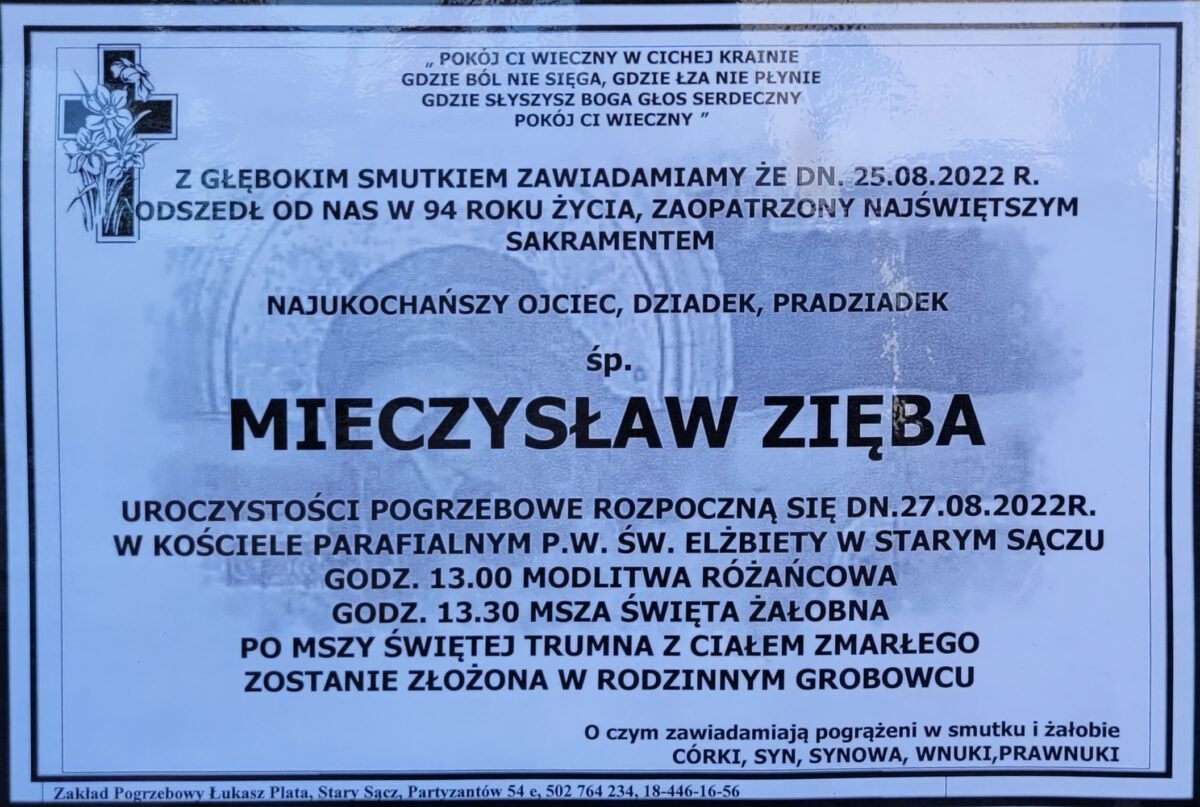 „ POKÓJ CI WIECZNY W CICHEJ KRAINIE
GDZIE BÓL NIE SIĘGA, GDZIE ŁZA NIE PŁYNIE
GDZIE SŁYSZYSZ BOGA GŁOS SERDECZNY
POKÓJ CI WIECZNY ”
Z GŁĘBOKIM SMUTKIEM ZAWIADAMIAMY ŻE DN. 25.08.2022 R.
ODSZEDŁ OD NAS W 94 ROKU ŻYCIA, ZAOPATRZONY NAJŚWIĘTSZYM
SAKRAMENTEM
NAJUKOCHAŃSZY OJCIEC, DZIADEK, PRADZIADEK
śp.
MIECZYSŁAW ZIĘBA
UROCZYSTOŚCI POGRZEBOWE ROZPOCZNĄ SIĘ DN.27.08.2022R.
W KOŚCIELE PARAFIALNYM P.W. ŚW. ELŻBIETY W STARYM SĄCZU
GODZ. 13.00 MODLITWA RÓŻAŃCOWA
GODZ. 13.30 MSZA ŚWIĘTA ŻAŁOBNA
PO MSZY ŚWIĘTEJ TRUMNA Z CIAŁEM ZMARŁEGO
ZOSTANIE ZŁOŻONA W RODZINNYM GROBOWCU
O czym zawiadamiają pogrążeni w smutku i żałobie
CÓRKI, SYN, SYNOWA, WNUKI,PRAWNUKI
Zakład Pogrzebowy Łukasz Plata, Stary Sącz, Partyzantów 54 e, 502 764 234, 18-446-16-56